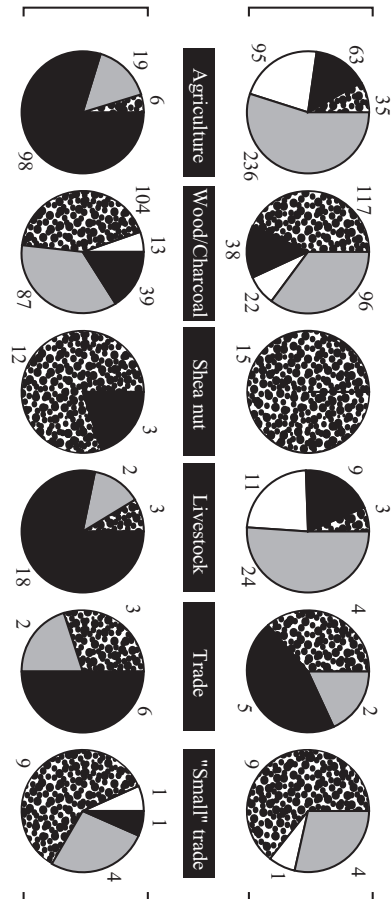 63 35 117 96 9 3 4 2 9 4
95 236 38 22 15 11 24 5 1
Agriculture Wood/Charcoal Shea nut Livestock Trade "Small" trade
19 6 104 13 39 3 2 3 3 6 1 1 4
98 87 12 18 2 9